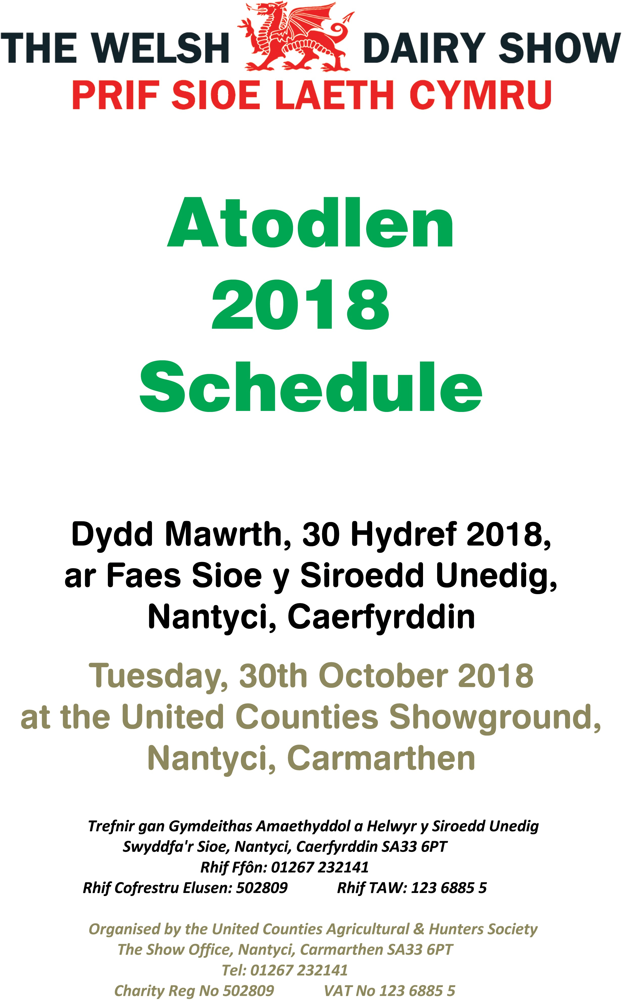 THE WELSH DAIRY SHOW
PRIF SIOE LAETH CYMRU
Atodlen
2018
Schedule
Dydd Mawrth, 30 Hydref 2018,
ar Faes Sioe y Siroedd Unedig,
Nantyci, Caerfyrddin
Tuesday, 30th October 2018
at the United Counties Showground,
Nantyci, Carmarthen
Trefnir gan Gymdeithas Amaethyddol a Helwyr y Siroedd Unedig
Swyddfa'r Sioe, Nantyci, Caerfyrddin SA33 6PT
Rhif Ffôn: 01267 232141
Rhif Cofrestru Elusen: 502809 Rhif TAW: 123 6885 5
Organised by the United Counties Agricultural & Hunters Society
The Show Office, Nantyci, Carmarthen SA33 6PT
Tel: 01267 232141
Charity Reg No 502809 VAT No 123 6885 5